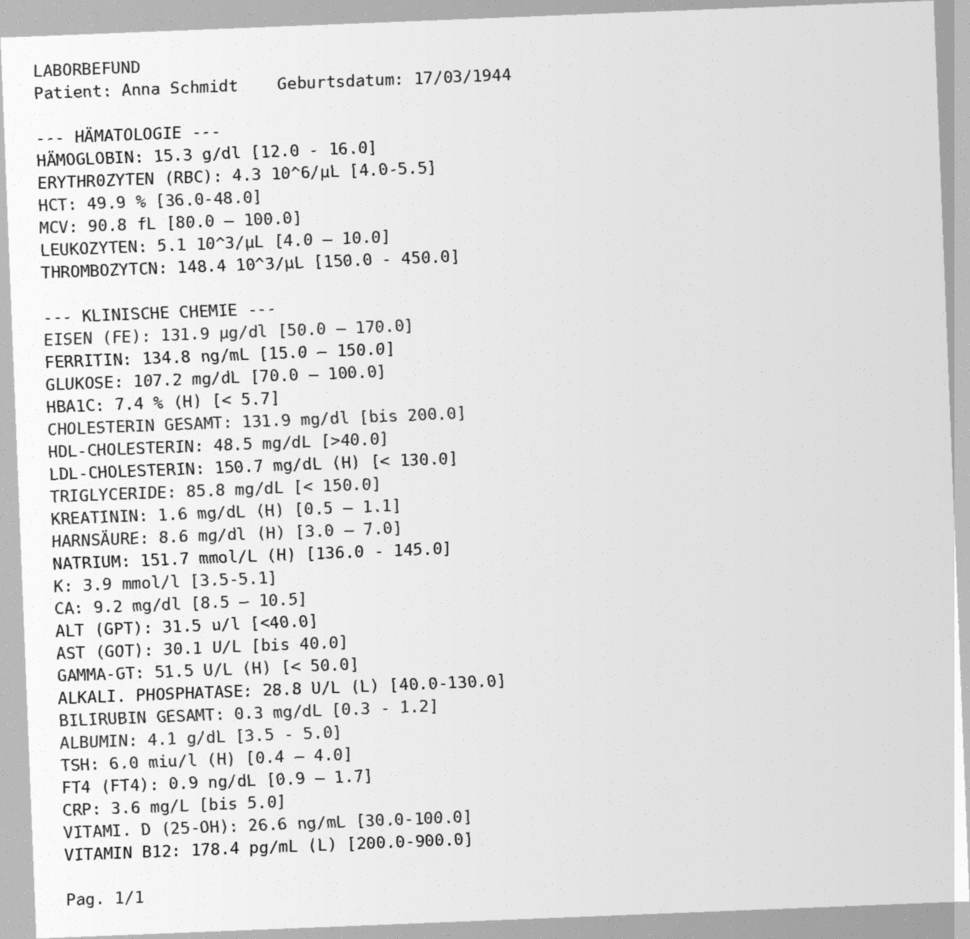 LABORBEFUND
Patient: Anna Schmidt    Geburtsdatum: 17/03/1944

--- HÄMATOLOGIE ---
HÄMOGLOBIN: 15.3 g/dl [12.0 - 16.0]
ERYTHR0ZYTEN (RBC): 4.3 10^6/µL [4.0-5.5]
HCT: 49.9 % [36.0-48.0]
MCV: 90.8 fL [80.0 – 100.0]
LEUKOZYTEN: 5.1 10^3/µL [4.0 – 10.0]
THROMBOZYTCN: 148.4 10^3/µL [150.0 - 450.0]

--- KLINISCHE CHEMIE ---
EISEN (FE): 131.9 µg/dl [50.0 – 170.0]
FERRITIN: 134.8 ng/mL [15.0 – 150.0]
GLUKOSE: 107.2 mg/dL [70.0 – 100.0]
HBA1C: 7.4 % (H) [< 5.7]
CHOLESTERIN GESAMT: 131.9 mg/dl [bis 200.0]
HDL-CHOLESTERIN: 48.5 mg/dL [>40.0]
LDL-CHOLESTERIN: 150.7 mg/dL (H) [< 130.0]
TRIGLYCERIDE: 85.8 mg/dL [< 150.0]
KREATININ: 1.6 mg/dL (H) [0.5 – 1.1]
HARNSÄURE: 8.6 mg/dl (H) [3.0 – 7.0]
NATRIUM: 151.7 mmol/L (H) [136.0 - 145.0]
K: 3.9 mmol/l [3.5-5.1]
CA: 9.2 mg/dl [8.5 – 10.5]
ALT (GPT): 31.5 u/l [<40.0]
AST (GOT): 30.1 U/L [bis 40.0]
GAMMA-GT: 51.5 U/L (H) [< 50.0]
ALKALI. PHOSPHATASE: 28.8 U/L (L) [40.0-130.0]
BILIRUBIN GESAMT: 0.3 mg/dL [0.3 - 1.2]
ALBUMIN: 4.1 g/dL [3.5 - 5.0]
TSH: 6.0 miu/l (H) [0.4 – 4.0]
FT4 (FT4): 0.9 ng/dL [0.9 – 1.7]
CRP: 3.6 mg/L [bis 5.0]
VITAMI. D (25-OH): 26.6 ng/mL [30.0-100.0]
VITAMIN B12: 178.4 pg/mL (L) [200.0-900.0]

Pag. 1/1